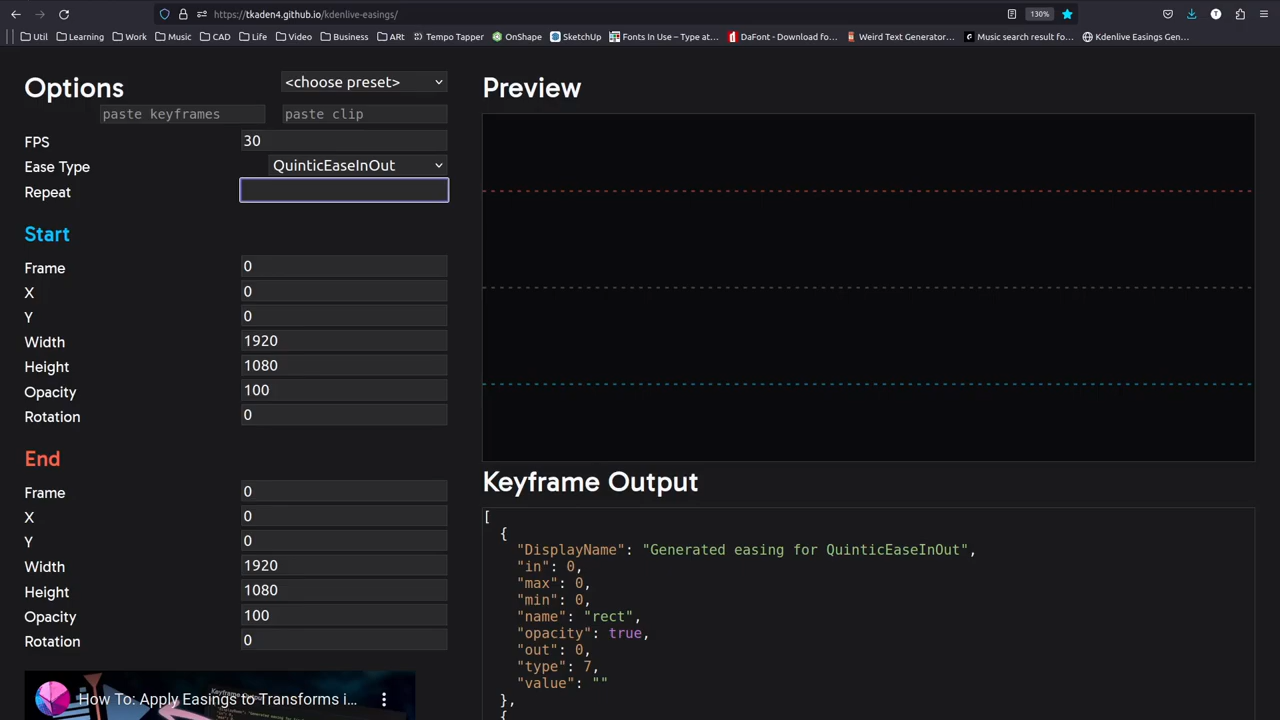 https://tkaden4.github.io/kdenlive-easings/
130%
T
Util
Learning
Work
Music
CAD
Life
Video
Business
ARt
Tempo Tapper
OnShape
SketchUp
Fonts In Use – Type at…
DaFont - Download fo…
Weird Text Generator…
Music search result fo…
Kdenlive Easings Gen…
Options
<choose preset>
paste keyframes
paste clip
FPS
30
Ease Type
QuinticEaseInOut
Repeat
Start
Frame
0
X
0
Y
0
Width
1920
Height
1080
Opacity
100
Rotation
0
End
Frame
0
X
0
Y
0
Width
1920
Height
1080
Opacity
100
Rotation
0
How To: Apply Easings to Transforms i…
Preview
Keyframe Output
[
{
"DisplayName": "Generated easing for QuinticEaseInOut",
"in": 0,
"max": 0,
"min": 0,
"name": "rect",
"opacity": true,
"out": 0,
"type": 7,
"value": ""
},
{